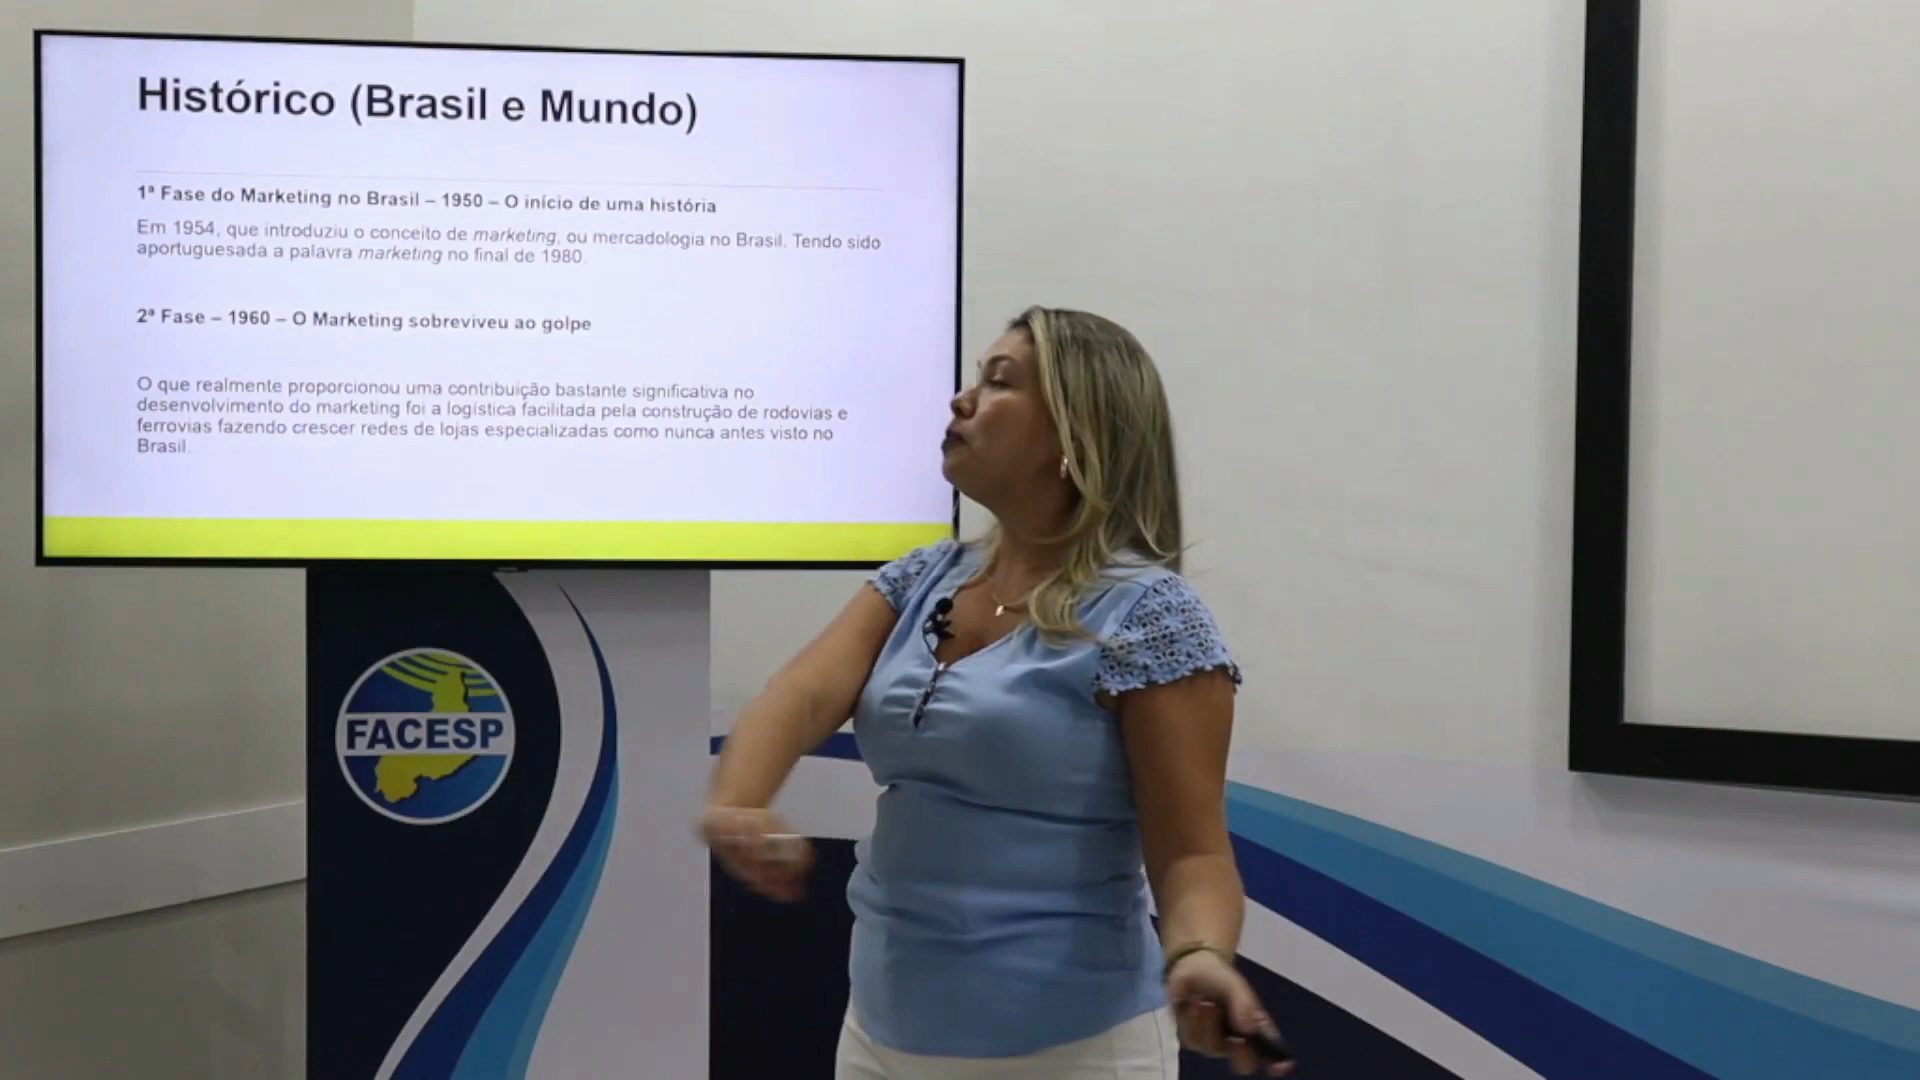 Histórico (Brasil e Mundo)
1ª Fase do Marketing no Brasil – 1950 – O início de uma história
Em 1954, que introduziu o conceito de marketing, ou mercadologia no Brasil. Tendo sido
aportuguesada a palavra marketing no final de 1980.
2ª Fase – 1960 – O Marketing sobreviveu ao golpe
O que realmente proporcionou uma contribuição bastante significativa no
desenvolvimento do marketing foi a logística facilitada pela construção de rodovias e
ferrovias fazendo crescer redes de lojas especializadas como nunca antes visto no
Brasil.
FACESP